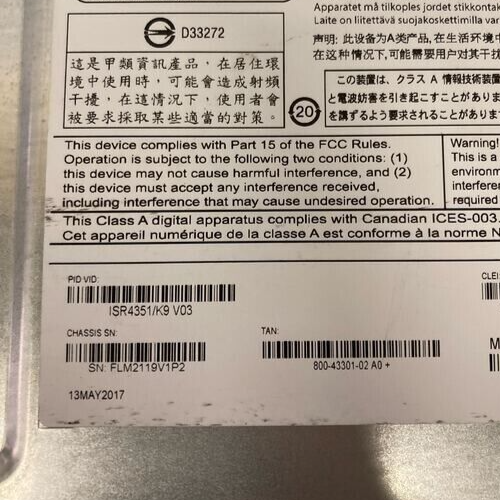 D33272
這是甲類資訊產品，在居住環
境中使用時，可能會造成射頻
干擾，在這情況下，使用者會
被要求採取某些適當的對策。
Apparatet må tilkoples jordet stikkontak
Laite on liitettävä suojakoskettimilla va
声明: 此设备为A类产品, 在生活环境中
在这种情况下,可能需要用户对其干扰
20
この装置は、クラス A 情報技術装置
と電波妨害を引き起こすことがありま
を講ずるよう要求されることがあります
This device complies with Part 15 of the FCC Rules.
Operation is subject to the following two conditions: (1)
this device may not cause harmful interference, and (2)
this device must accept any interference received,
including interference that may cause undesired operation.
Warning!
This is a
environm
interfere
required
This Class A digital apparatus complies with Canadian ICES-003.
Cet appareil numérique de la classe A est conforme à la norme N
PID VID:
ISR4351/K9 V03
CLEI:
CHASSIS SN:
SN: FLM2119V1P2
TAN:
800-43301-02 A0 +
M
13MAY2017